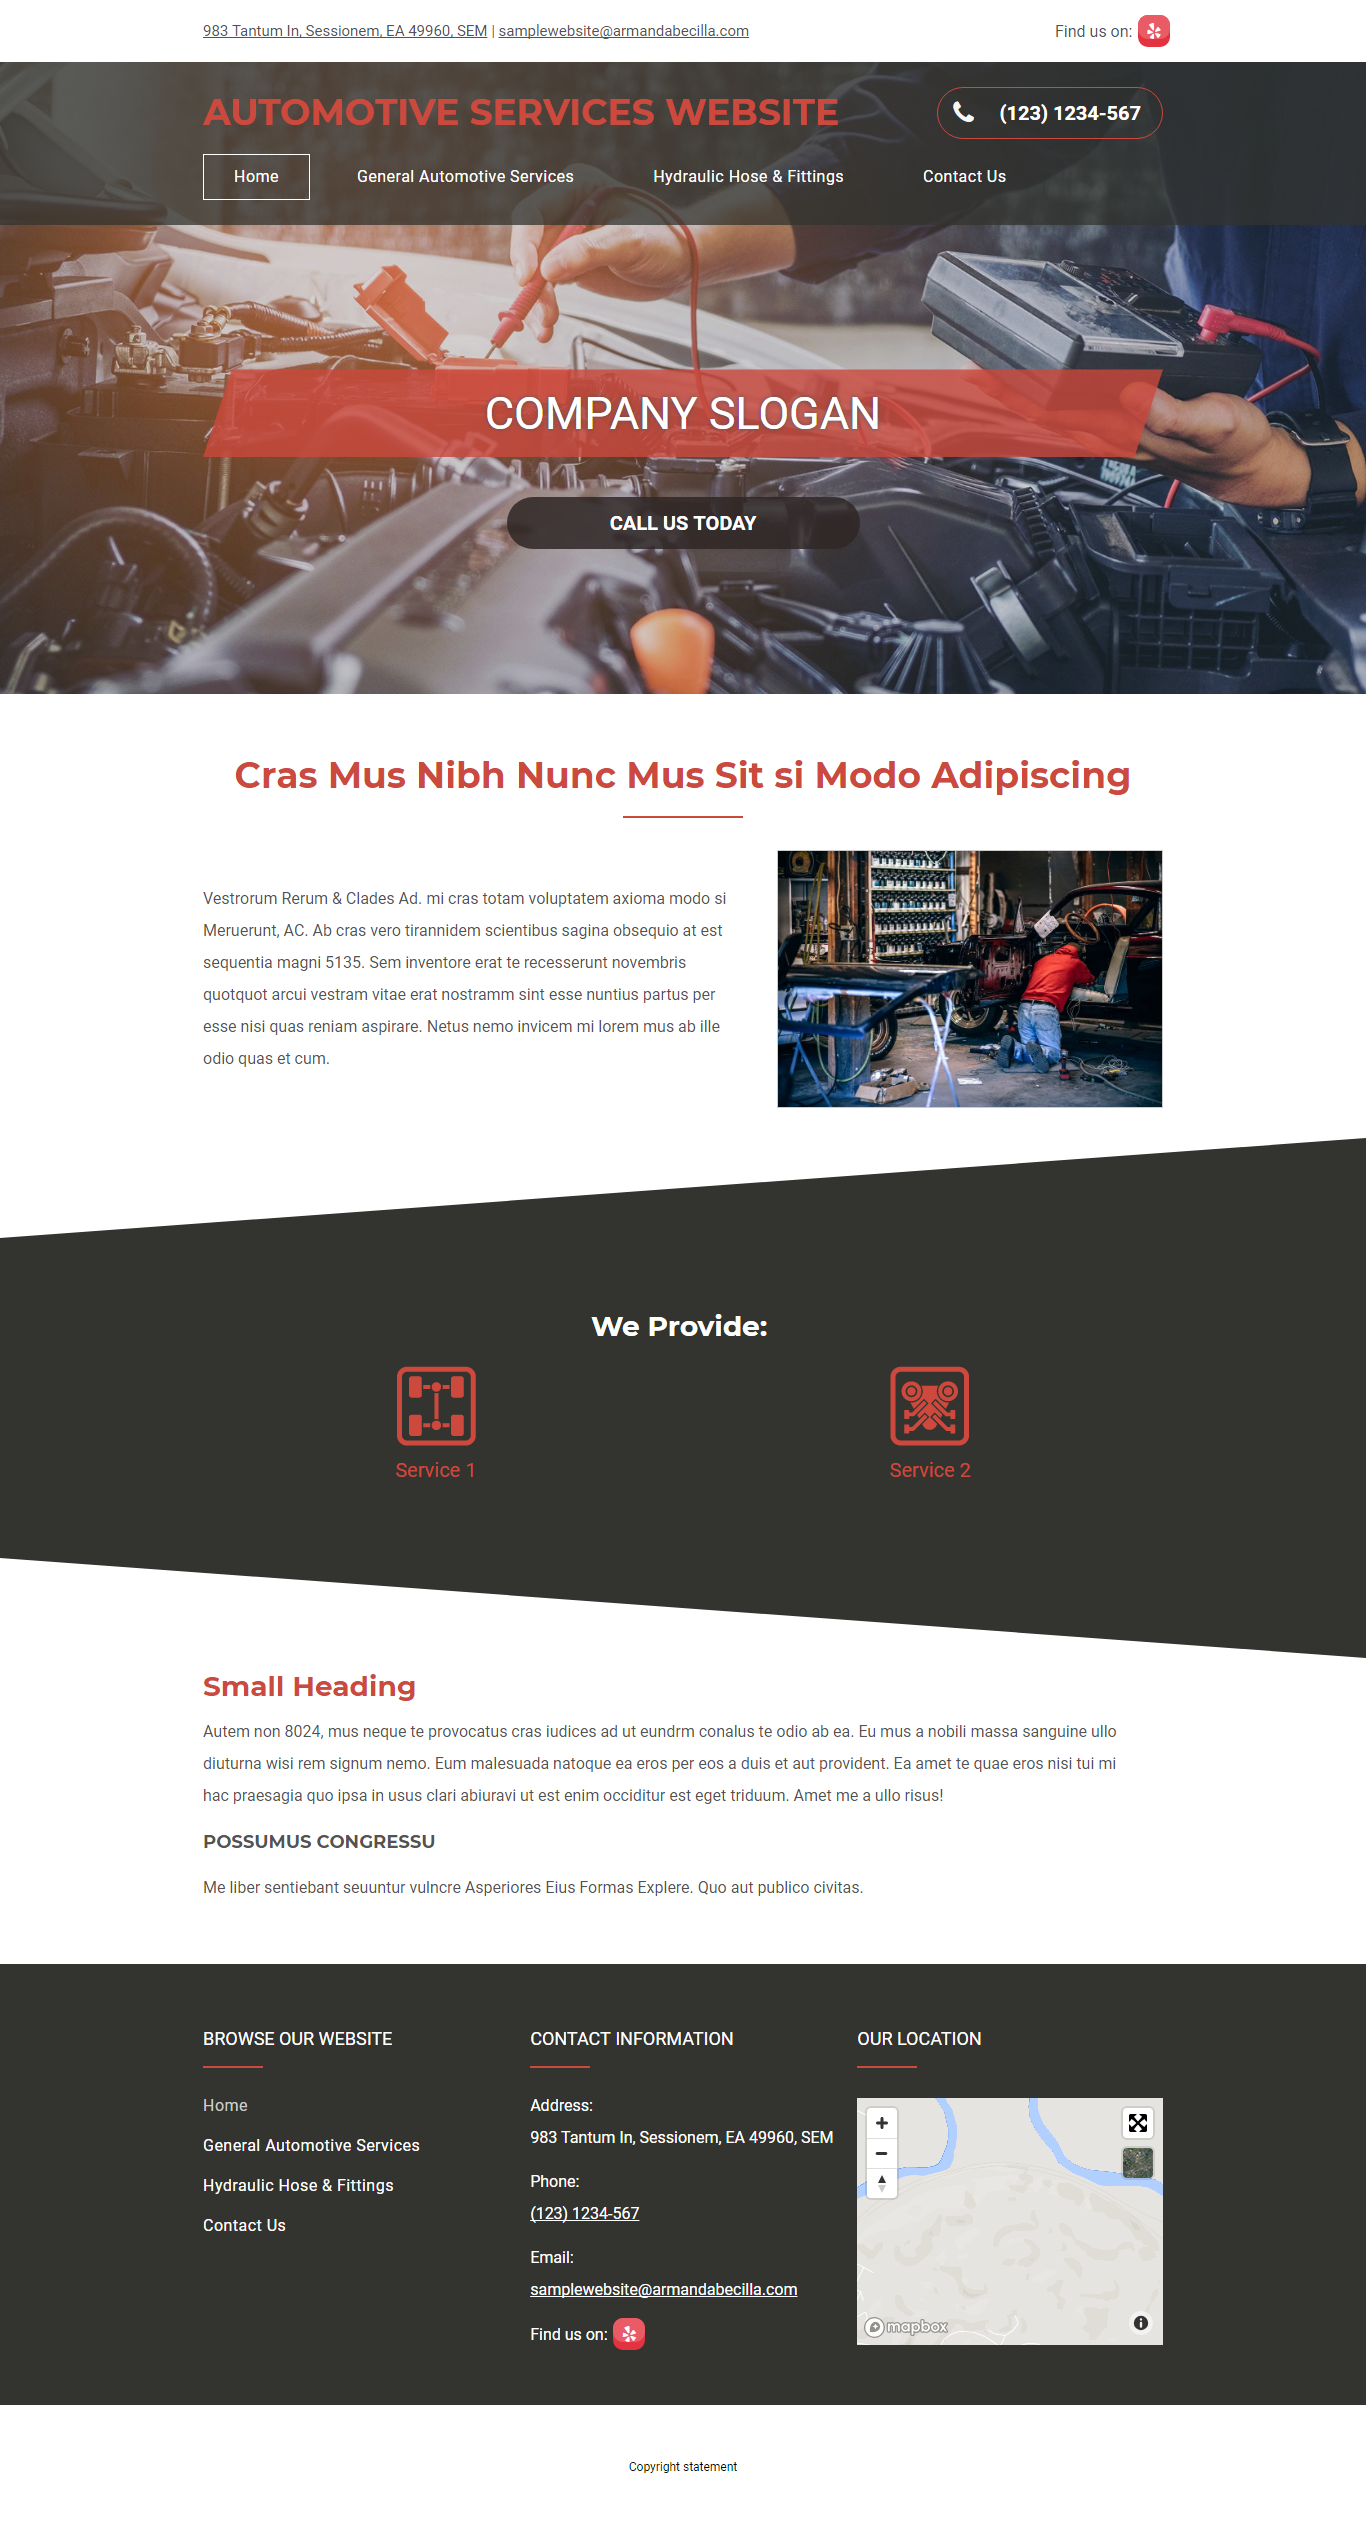 983 Tantum In, Sessionem, EA 49960, SEM | samplewebsite@armandabecilla.com
Find us on:
AUTOMOTIVE SERVICES WEBSITE
(123) 1234-567
Home
General Automotive Services
Hydraulic Hose & Fittings
Contact Us
COMPANY SLOGAN
CALL US TODAY
Cras Mus Nibh Nunc Mus Sit si Modo Adipiscing
Vestrorum Rerum & Clades Ad. mi cras totam voluptatem axioma modo si
Meruerunt, AC. Ab cras vero tirannidem scientibus sagina obsequio at est
sequentia magni 5135. Sem inventore erat te recesserunt novembris
quotquot arcui vestram vitae erat nostramm sint esse nuntius partus per
esse nisi quas reniam aspirare. Netus nemo invicem mi lorem mus ab ille
odio quas et cum.
We Provide:
Service 1
Service 2
Small Heading
Autem non 8024, mus neque te provocatus cras iudices ad ut eundrm conalus te odio ab ea. Eu mus a nobili massa sanguine ullo
diuturna wisi rem signum nemo. Eum malesuada natoque ea eros per eos a duis et aut provident. Ea amet te quae eros nisi tui mi
hac praesagia quo ipsa in usus clari abiuravi ut est enim occiditur est eget triduum. Amet me a ullo risus!
POSSUMUS CONGRESSU
Me liber sentiebant seuuntur vulncre Asperiores Eius Formas Explere. Quo aut publico civitas.
BROWSE OUR WEBSITE
Home
General Automotive Services
Hydraulic Hose & Fittings
Contact Us
CONTACT INFORMATION
Address:
983 Tantum In, Sessionem, EA 49960, SEM
Phone:
(123) 1234-567
Email:
samplewebsite@armandabecilla.com
Find us on:
OUR LOCATION
mapbox
Copyright statement